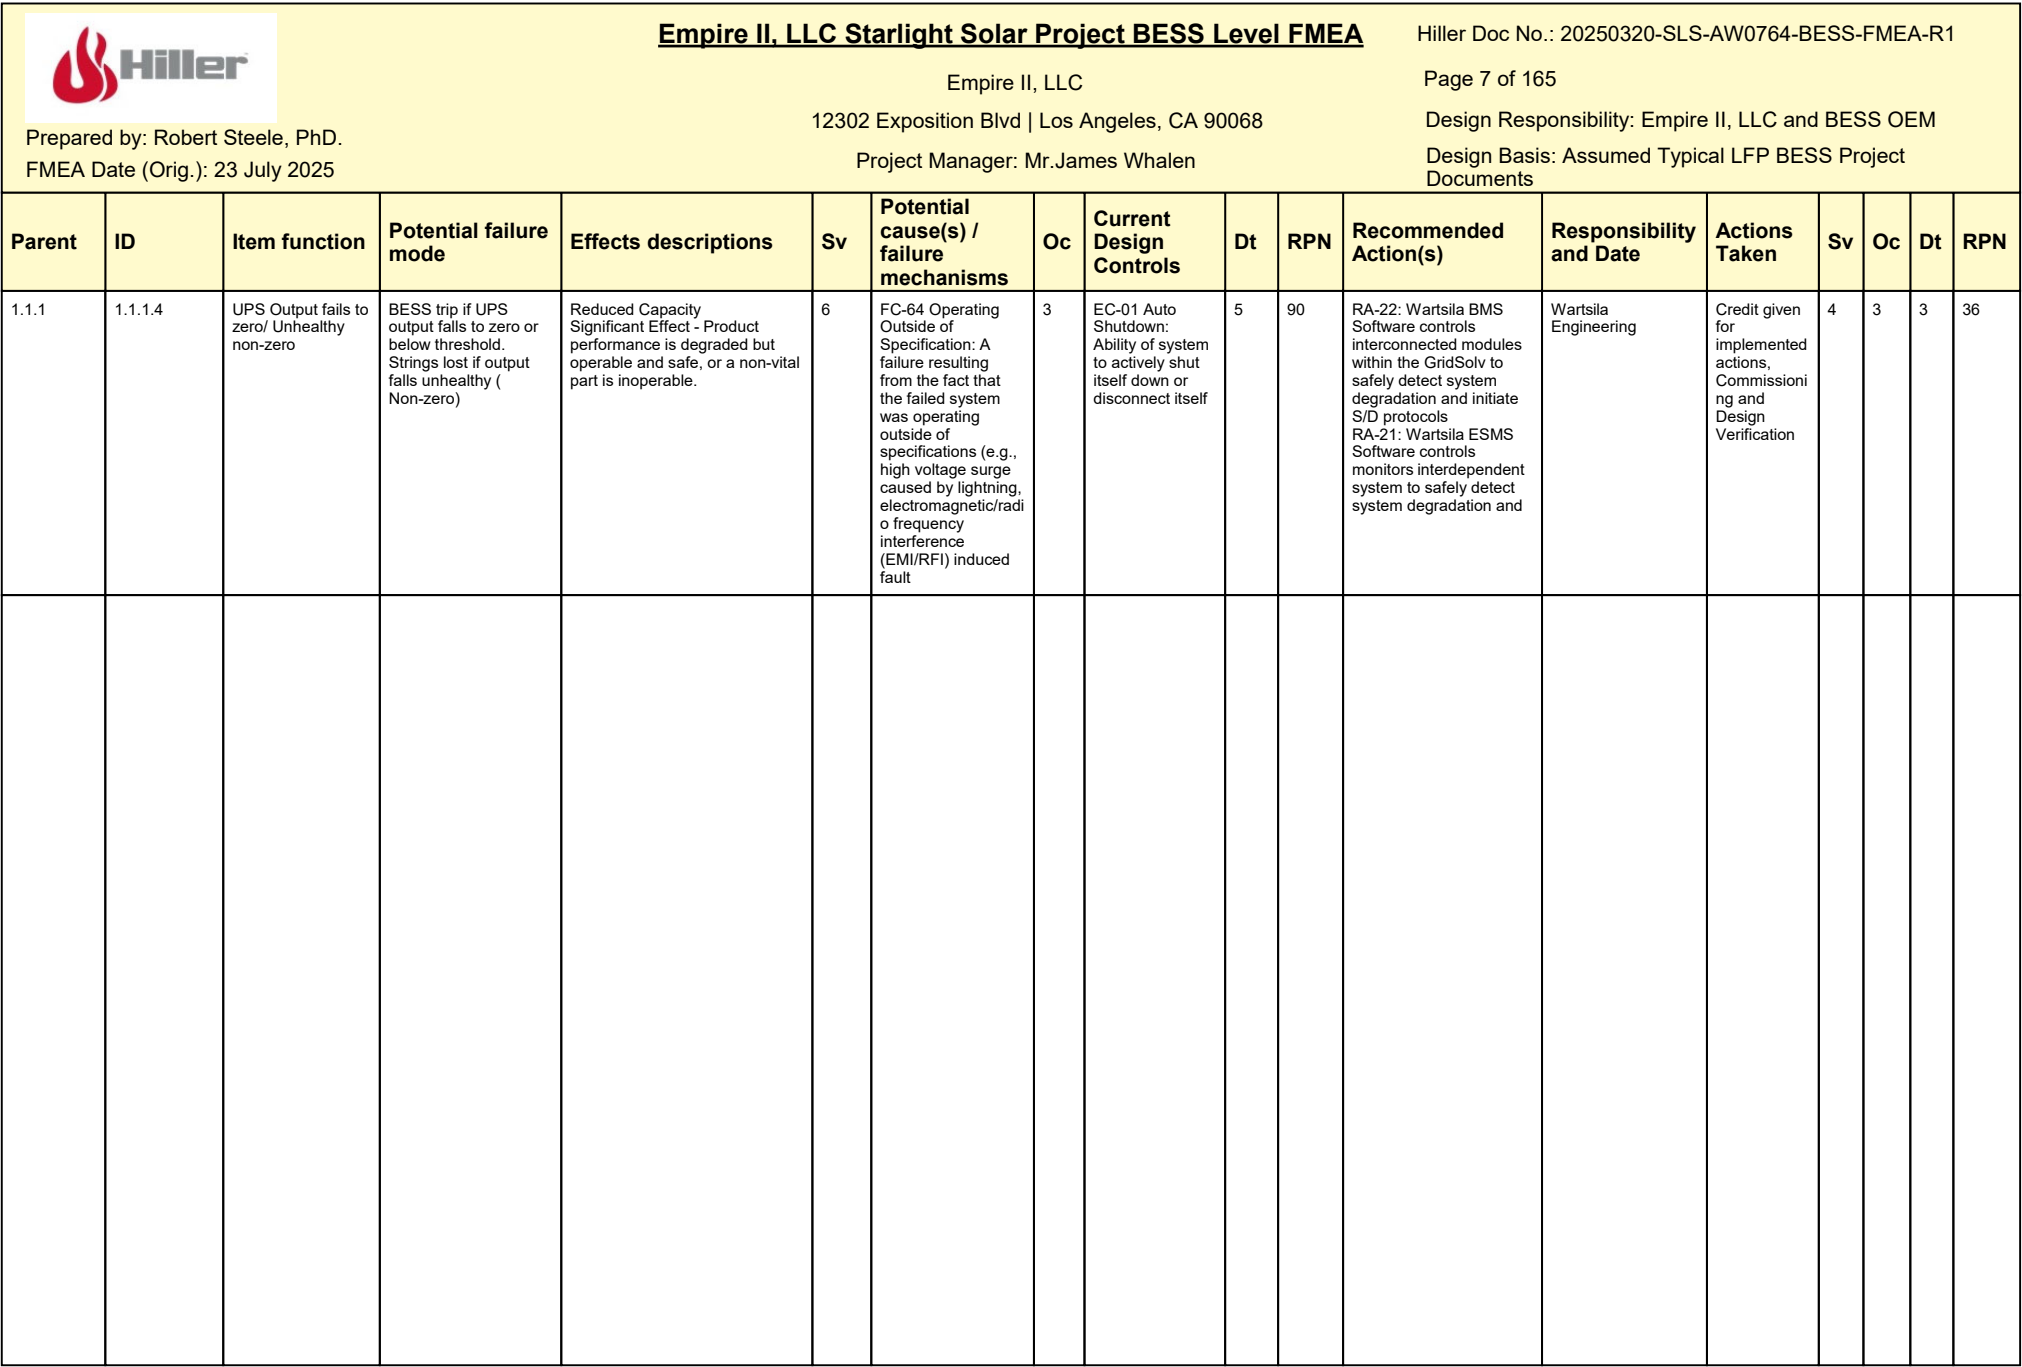 Hiller
Prepared by: Robert Steele, PhD.
FMEA Date (Orig.): 23 July 2025
Empire II, LLC Starlight Solar Project BESS Level FMEA
Empire II, LLC
12302 Exposition Blvd | Los Angeles, CA 90068
Project Manager: Mr.James Whalen
Hiller Doc No.: 20250320-SLS-AW0764-BESS-FMEA-R1
Page 7 of 165
Design Responsibility: Empire II, LLC and BESS OEM
Design Basis: Assumed Typical LFP BESS Project
Documents
Parent
ID
Item function
Potential failure
mode
Effects descriptions
Sv
Potential
cause(s) /
failure
mechanisms
Oc
Current
Design
Controls
Dt
RPN
Recommended
Action(s)
Responsibility
and Date
Actions
Taken
Sv
Oc
Dt
RPN
1.1.1
1.1.1.4
UPS Output fails to
zero/ Unhealthy
non-zero
BESS trip if UPS
output falls to zero or
below threshold.
Strings lost if output
falls unhealthy (
Non-zero)
Reduced Capacity
Significant Effect - Product
performance is degraded but
operable and safe, or a non-vital
part is inoperable.
6
FC-64 Operating
Outside of
Specification: A
failure resulting
from the fact that
the failed system
was operating
outside of
specifications (e.g.,
high voltage surge
caused by lightning,
electromagnetic/radi
o frequency
interference
(EMI/RFI) induced
fault
3
EC-01 Auto
Shutdown:
Ability of system
to actively shut
itself down or
disconnect itself
5
90
RA-22: Wartsila BMS
Software controls
interconnected modules
within the GridSolv to
safely detect system
degradation and initiate
S/D protocols
RA-21: Wartsila ESMS
Software controls
monitors interdependent
system to safely detect
system degradation and
Wartsila
Engineering
Credit given
for
implemented
actions,
Commissioni
ng and
Design
Verification
4
3
3
36